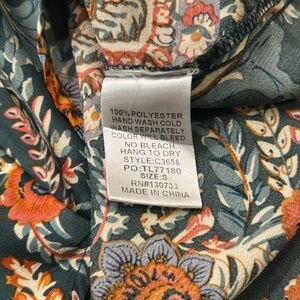 100% POLYESTER
HAND WASH COLD
WASH SEPARATELY
COLOR WILL BLEED
NO BLEACH
HANG TO DRY
STYLE:C3658
PO:TL77180
SIZE:S
RN#130733
MADE IN CHINA